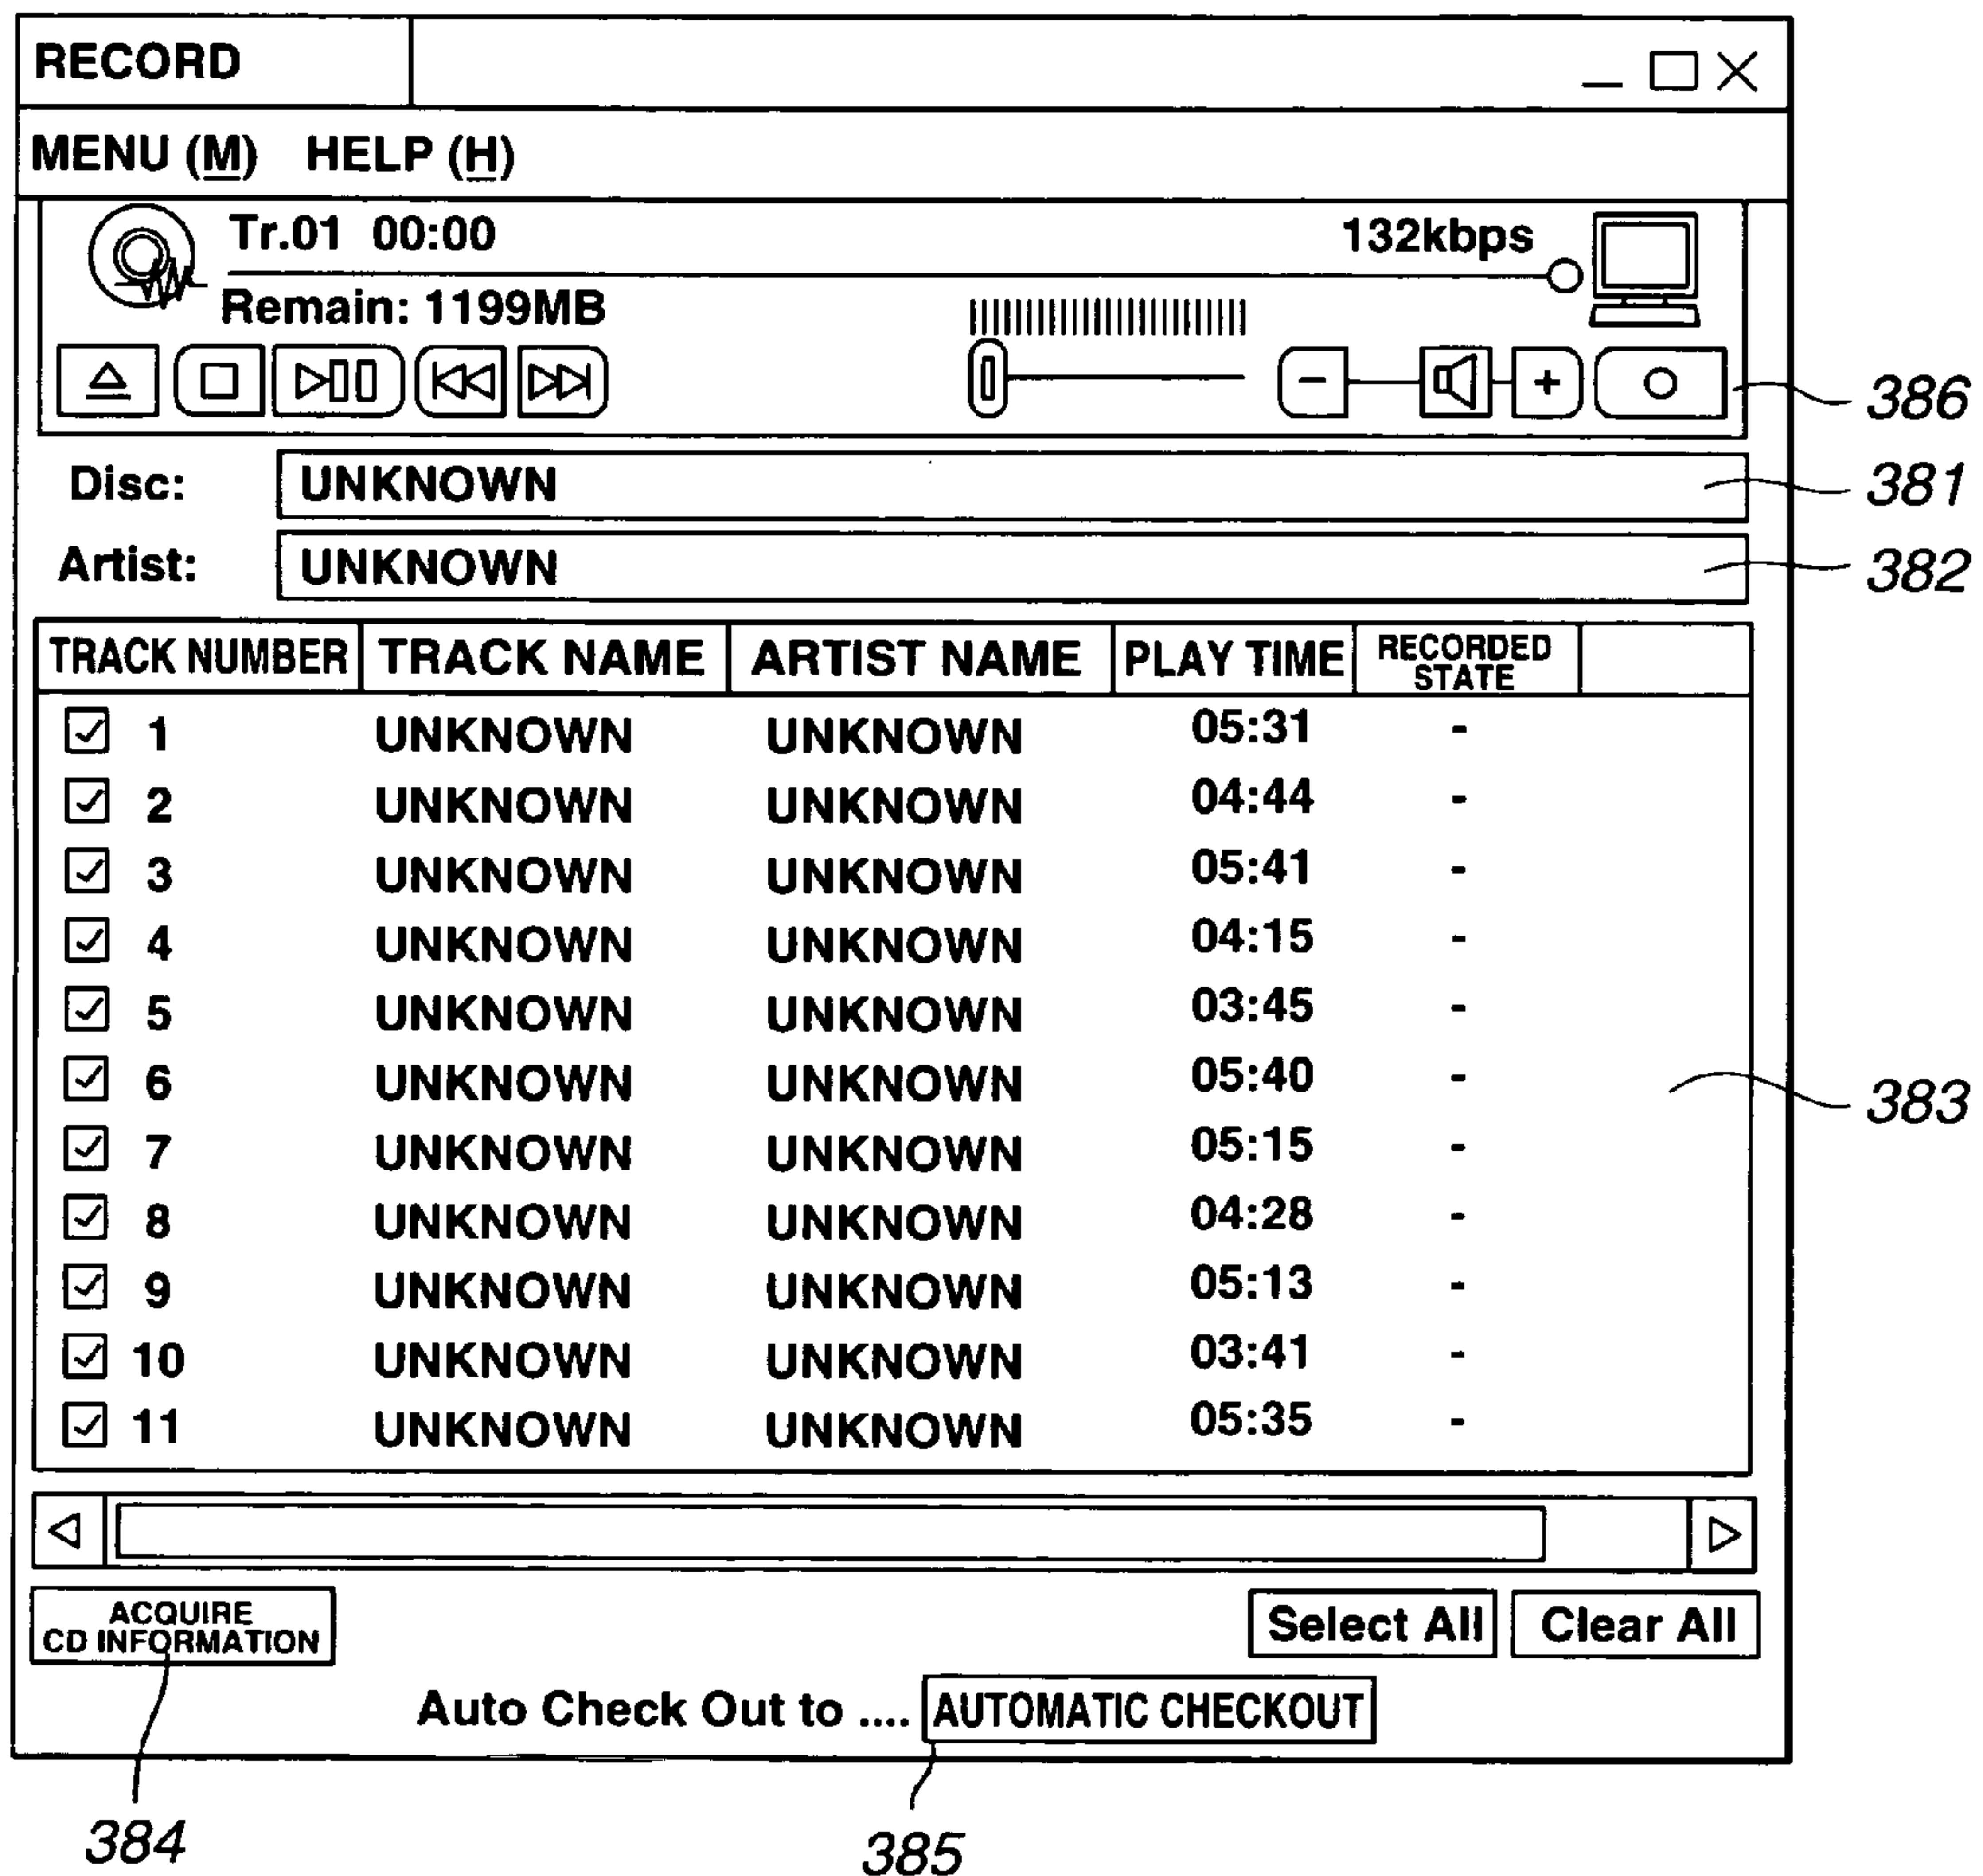 RECORD
MENU (M) HELP (H)
Tr.01 00:00 132kbps
Remain: 1199MB
386
Disc: UNKNOWN 381
Artist: UNKNOWN 382
TRACK NUMBER TRACK NAME ARTIST NAME PLAY TIME RECORDED STATE
1 UNKNOWN UNKNOWN 05:31 -
2 UNKNOWN UNKNOWN 04:44 -
3 UNKNOWN UNKNOWN 05:41 -
4 UNKNOWN UNKNOWN 04:15 -
5 UNKNOWN UNKNOWN 03:45 -
6 UNKNOWN UNKNOWN 05:40 -
383
7 UNKNOWN UNKNOWN 05:15 -
8 UNKNOWN UNKNOWN 04:28 -
9 UNKNOWN UNKNOWN 05:13 -
10 UNKNOWN UNKNOWN 03:41 -
11 UNKNOWN UNKNOWN 05:35 -
ACQUIRE
CD INFORMATION
Select All Clear All
Auto Check Out to .... AUTOMATIC CHECKOUT
384 385